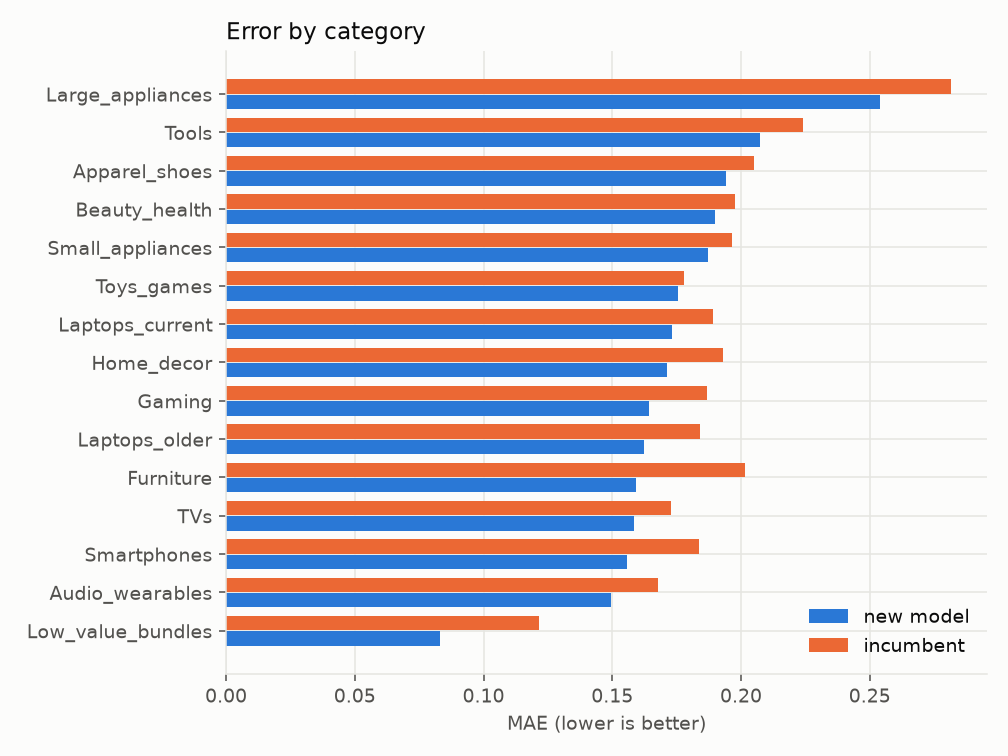 Error by category
Large_appliances
Tools
Apparel_shoes
Beauty_health
Small_appliances
Toys_games
Laptops_current
Home_decor
Gaming
Laptops_older
Furniture
TVs
Smartphones
Audio_wearables
Low_value_bundles
new model
incumbent
0.00 0.05 0.10 0.15 0.20 0.25
MAE (lower is better)